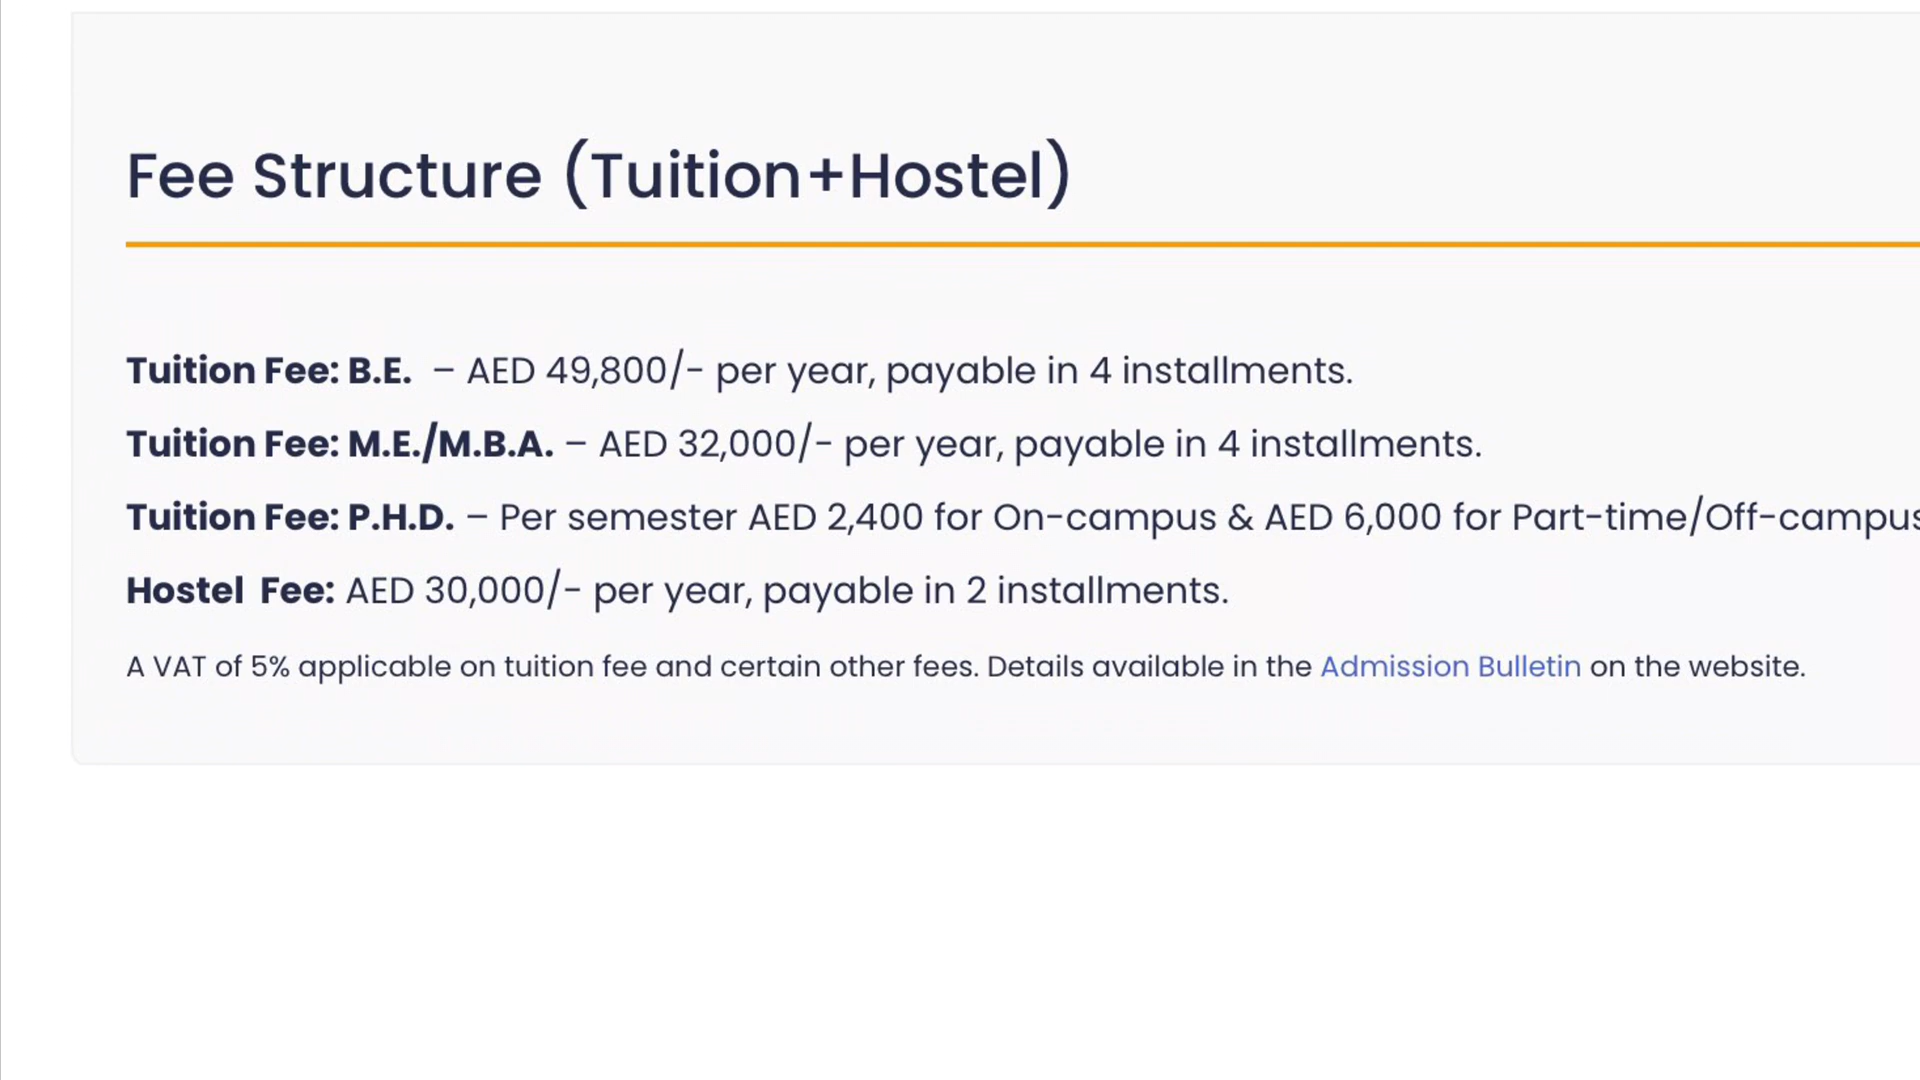 Fee Structure (Tuition+Hostel)
Tuition Fee: B.E. – AED 49,800/- per year, payable in 4 installments.
Tuition Fee: M.E./M.B.A. – AED 32,000/- per year, payable in 4 installments.
Tuition Fee: P.H.D. – Per semester AED 2,400 for On-campus & AED 6,000 for Part-time/Off-campus
Hostel Fee: AED 30,000/- per year, payable in 2 installments.
A VAT of 5% applicable on tuition fee and certain other fees. Details available in the Admission Bulletin on the website.